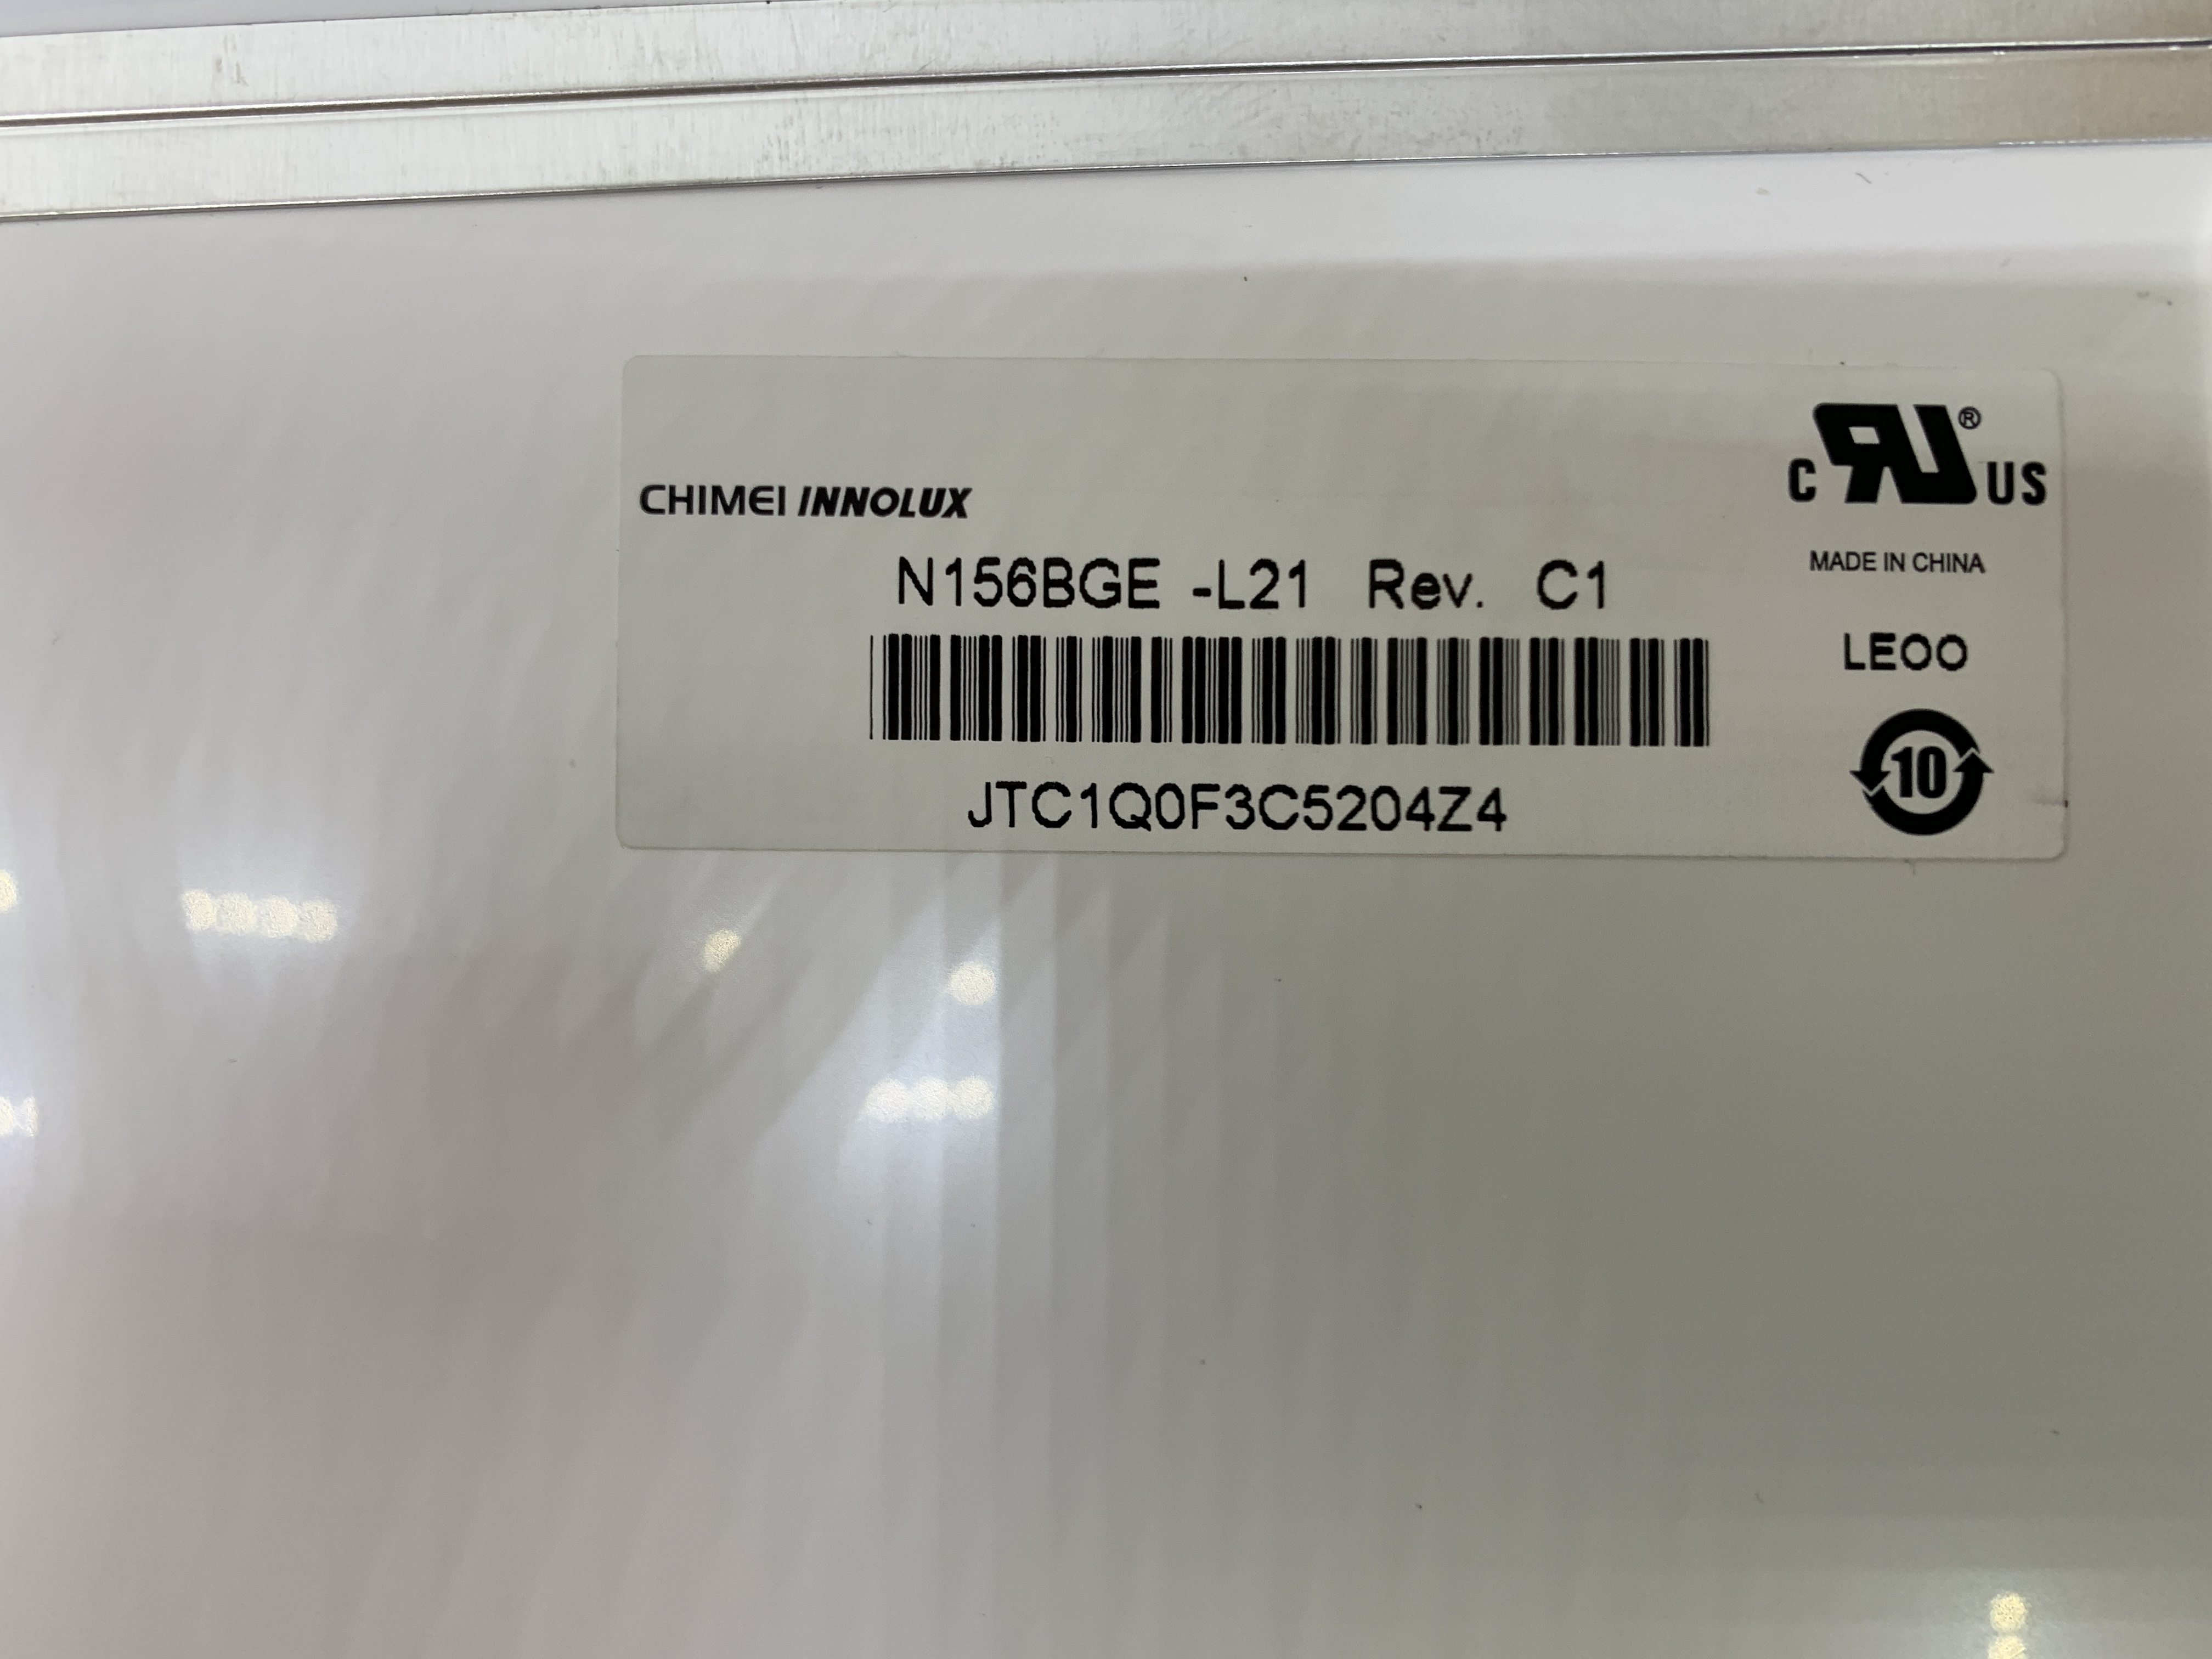 CHIMEI INNOLUX
N156BGE -L21 Rev. C1
JTC1Q0F3C5204Z4
c RU ® US
MADE IN CHINA
LEOO
10